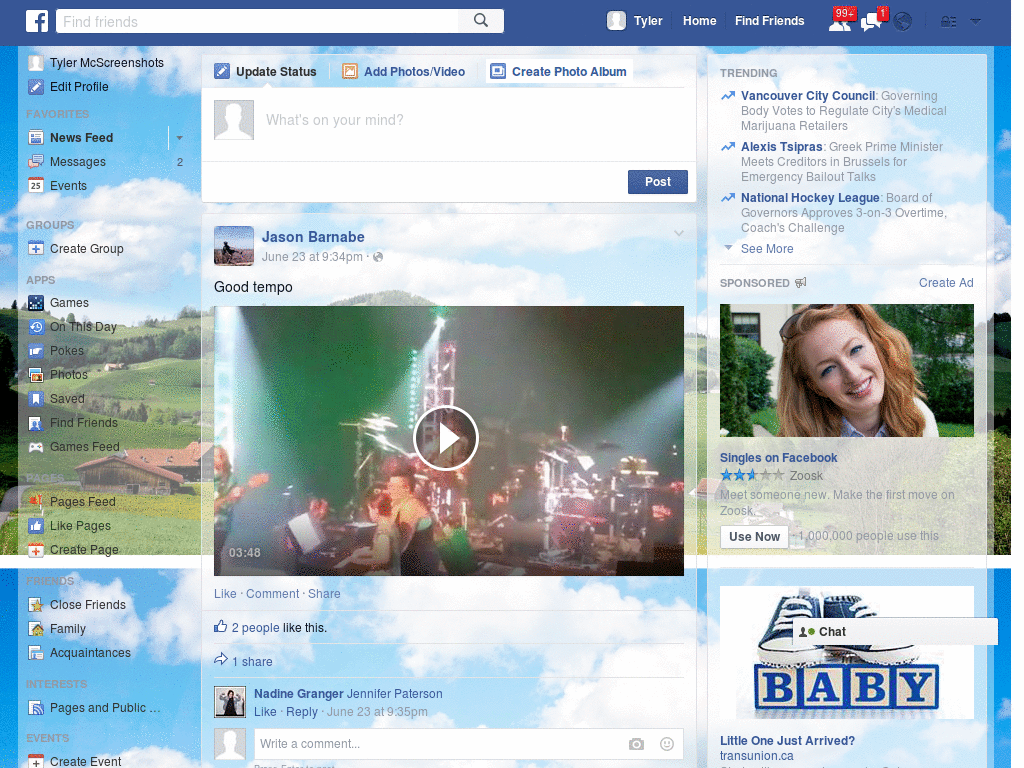 Find friends
Tyler
Home
Find Friends
99+
1
Tyler McScreenshots
Edit Profile
FAVORITES
News Feed
Messages 2
25 Events
GROUPS
Create Group
APPS
Games
On This Day
Pokes
Photos
Saved
Find Friends
Games Feed
PAGES
Pages Feed
Like Pages
Create Page
FRIENDS
Close Friends
Family
Acquaintances
INTERESTS
Pages and Public ...
EVENTS
Create Event
Update Status
Add Photos/Video
Create Photo Album
What's on your mind?
Post
Jason Barnabe
June 23 at 9:34pm ·
Good tempo
03:48
Like · Comment · Share
2 people like this.
1 share
Nadine Granger Jennifer Paterson
Like · Reply · June 23 at 9:35pm
Write a comment...
Press Enter to post.
TRENDING
Vancouver City Council: Governing
Body Votes to Regulate City's Medical
Marijuana Retailers
Alexis Tsipras: Greek Prime Minister
Meets Creditors in Brussels for
Emergency Bailout Talks
National Hockey League: Board of
Governors Approves 3-on-3 Overtime,
Coach's Challenge
See More
SPONSORED
Create Ad
Singles on Facebook
Zoosk
Meet someone new. Make the first move on
Zoosk.
Use Now · 1,000,000 people use this
Chat
BABY
Little One Just Arrived?
transunion.ca